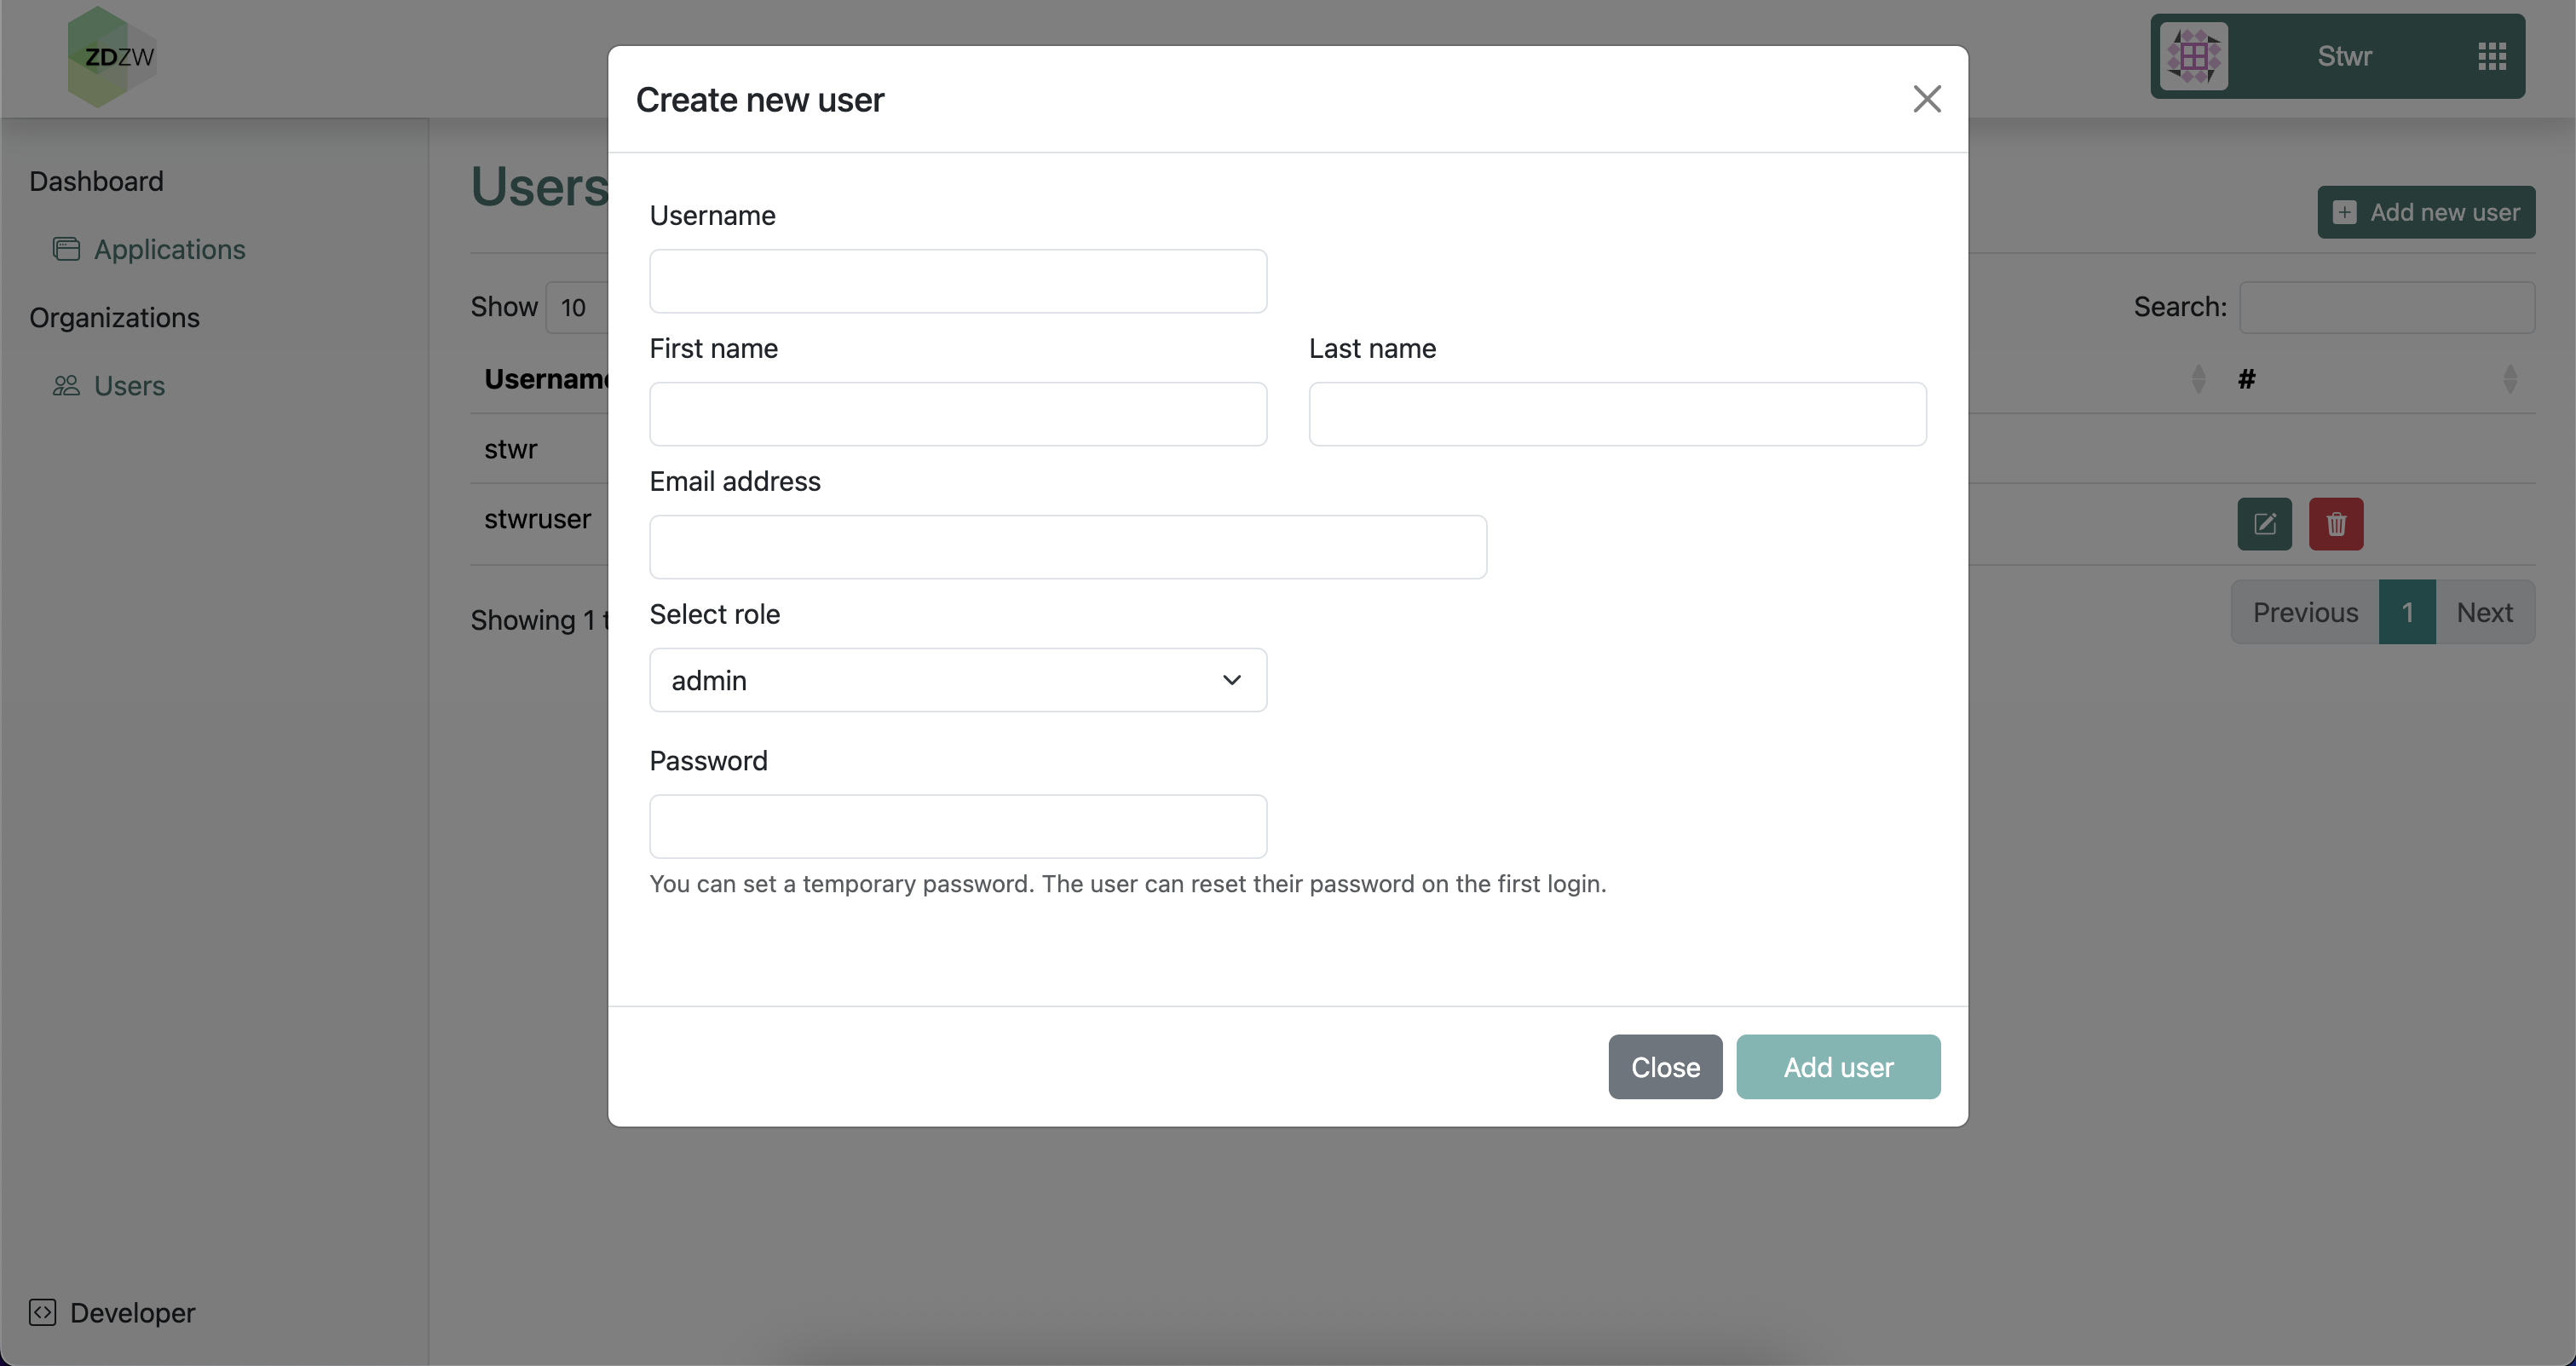 ZDZW
Stwr
Create new user
Dashboard
Applications
Organizations
Users
Developer
Users
Add new user
Show 10
Search:
Username #
stwr
stwruser
Showing 1
Previous 1 Next
Username
First name Last name
Email address
Select role
admin
Password
You can set a temporary password. The user can reset their password on the first login.
Close Add user